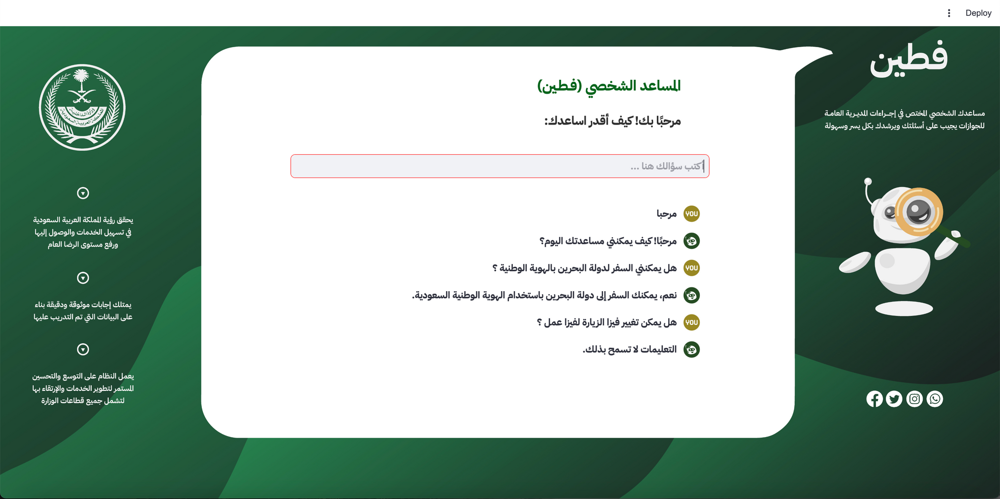 Deploy
فطين
مساعدك الشخصي المختص في إجـراءات المديـرية العامـة
للجوازات يجيب على أسئلتك ويرشدك بكل يسر وسهولة
المساعد الشخصي (فـطـين)
مرحبًا بك! كيف أقدر اساعدك:
أكتب سؤالك هنا ...
YOU مرحبا
مرحبًا! كيف يمكنني مساعدتك اليوم؟
YOU هل يمكنني السفر لدولة البحرين بالهوية الوطنية ؟
نعم، يمكنك السفر إلى دولة البحرين باستخدام الهوية الوطنية السعودية.
YOU هل يمكن تغيير فيزا الزيارة لفيزا عمل ؟
التعليمات لا تسمح بذلك.
وزارة الداخلية
المملكة العربية السعودية
يحقق رؤية المملكة العربية السعودية
في تسهيل الخدمات والوصول إليها
ورفع مستوى الرضا العام
يمتلك إجابات موثوقة ودقيقة بناء
على البيانات التي تم التدريب عليها
يعمل النظام على التوسع والتحسين
المستمر لتطوير الخدمات والإرتقاء بها
لتشمل جميع قطاعات الوزارة